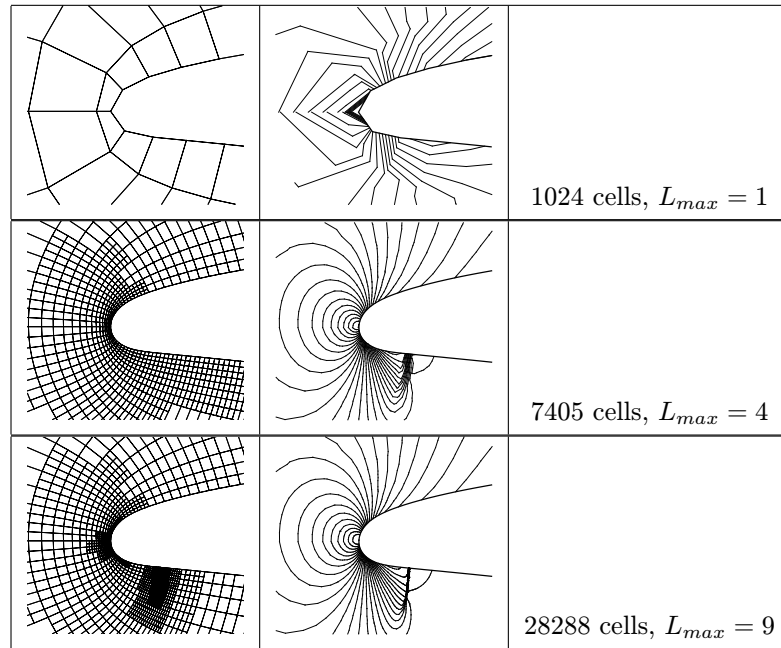 1024 cells, L_{max} = 1
7405 cells, L_{max} = 4
28288 cells, L_{max} = 9